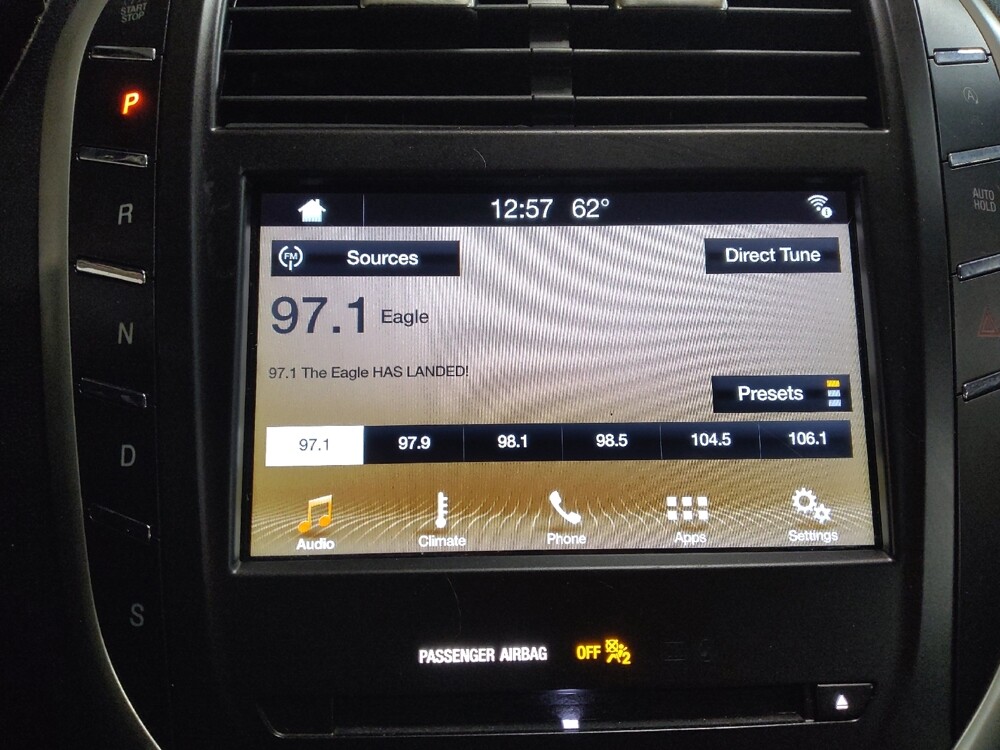 START
STOP
P
R
N
D
S
AUTO
HOLD
12:57 62°
FM Sources
Direct Tune
97.1 Eagle
97.1 The Eagle HAS LANDED!
Presets
97.1 97.9 98.1 98.5 104.5 106.1
Audio Climate Phone Apps Settings
PASSENGER AIRBAG OFF 2